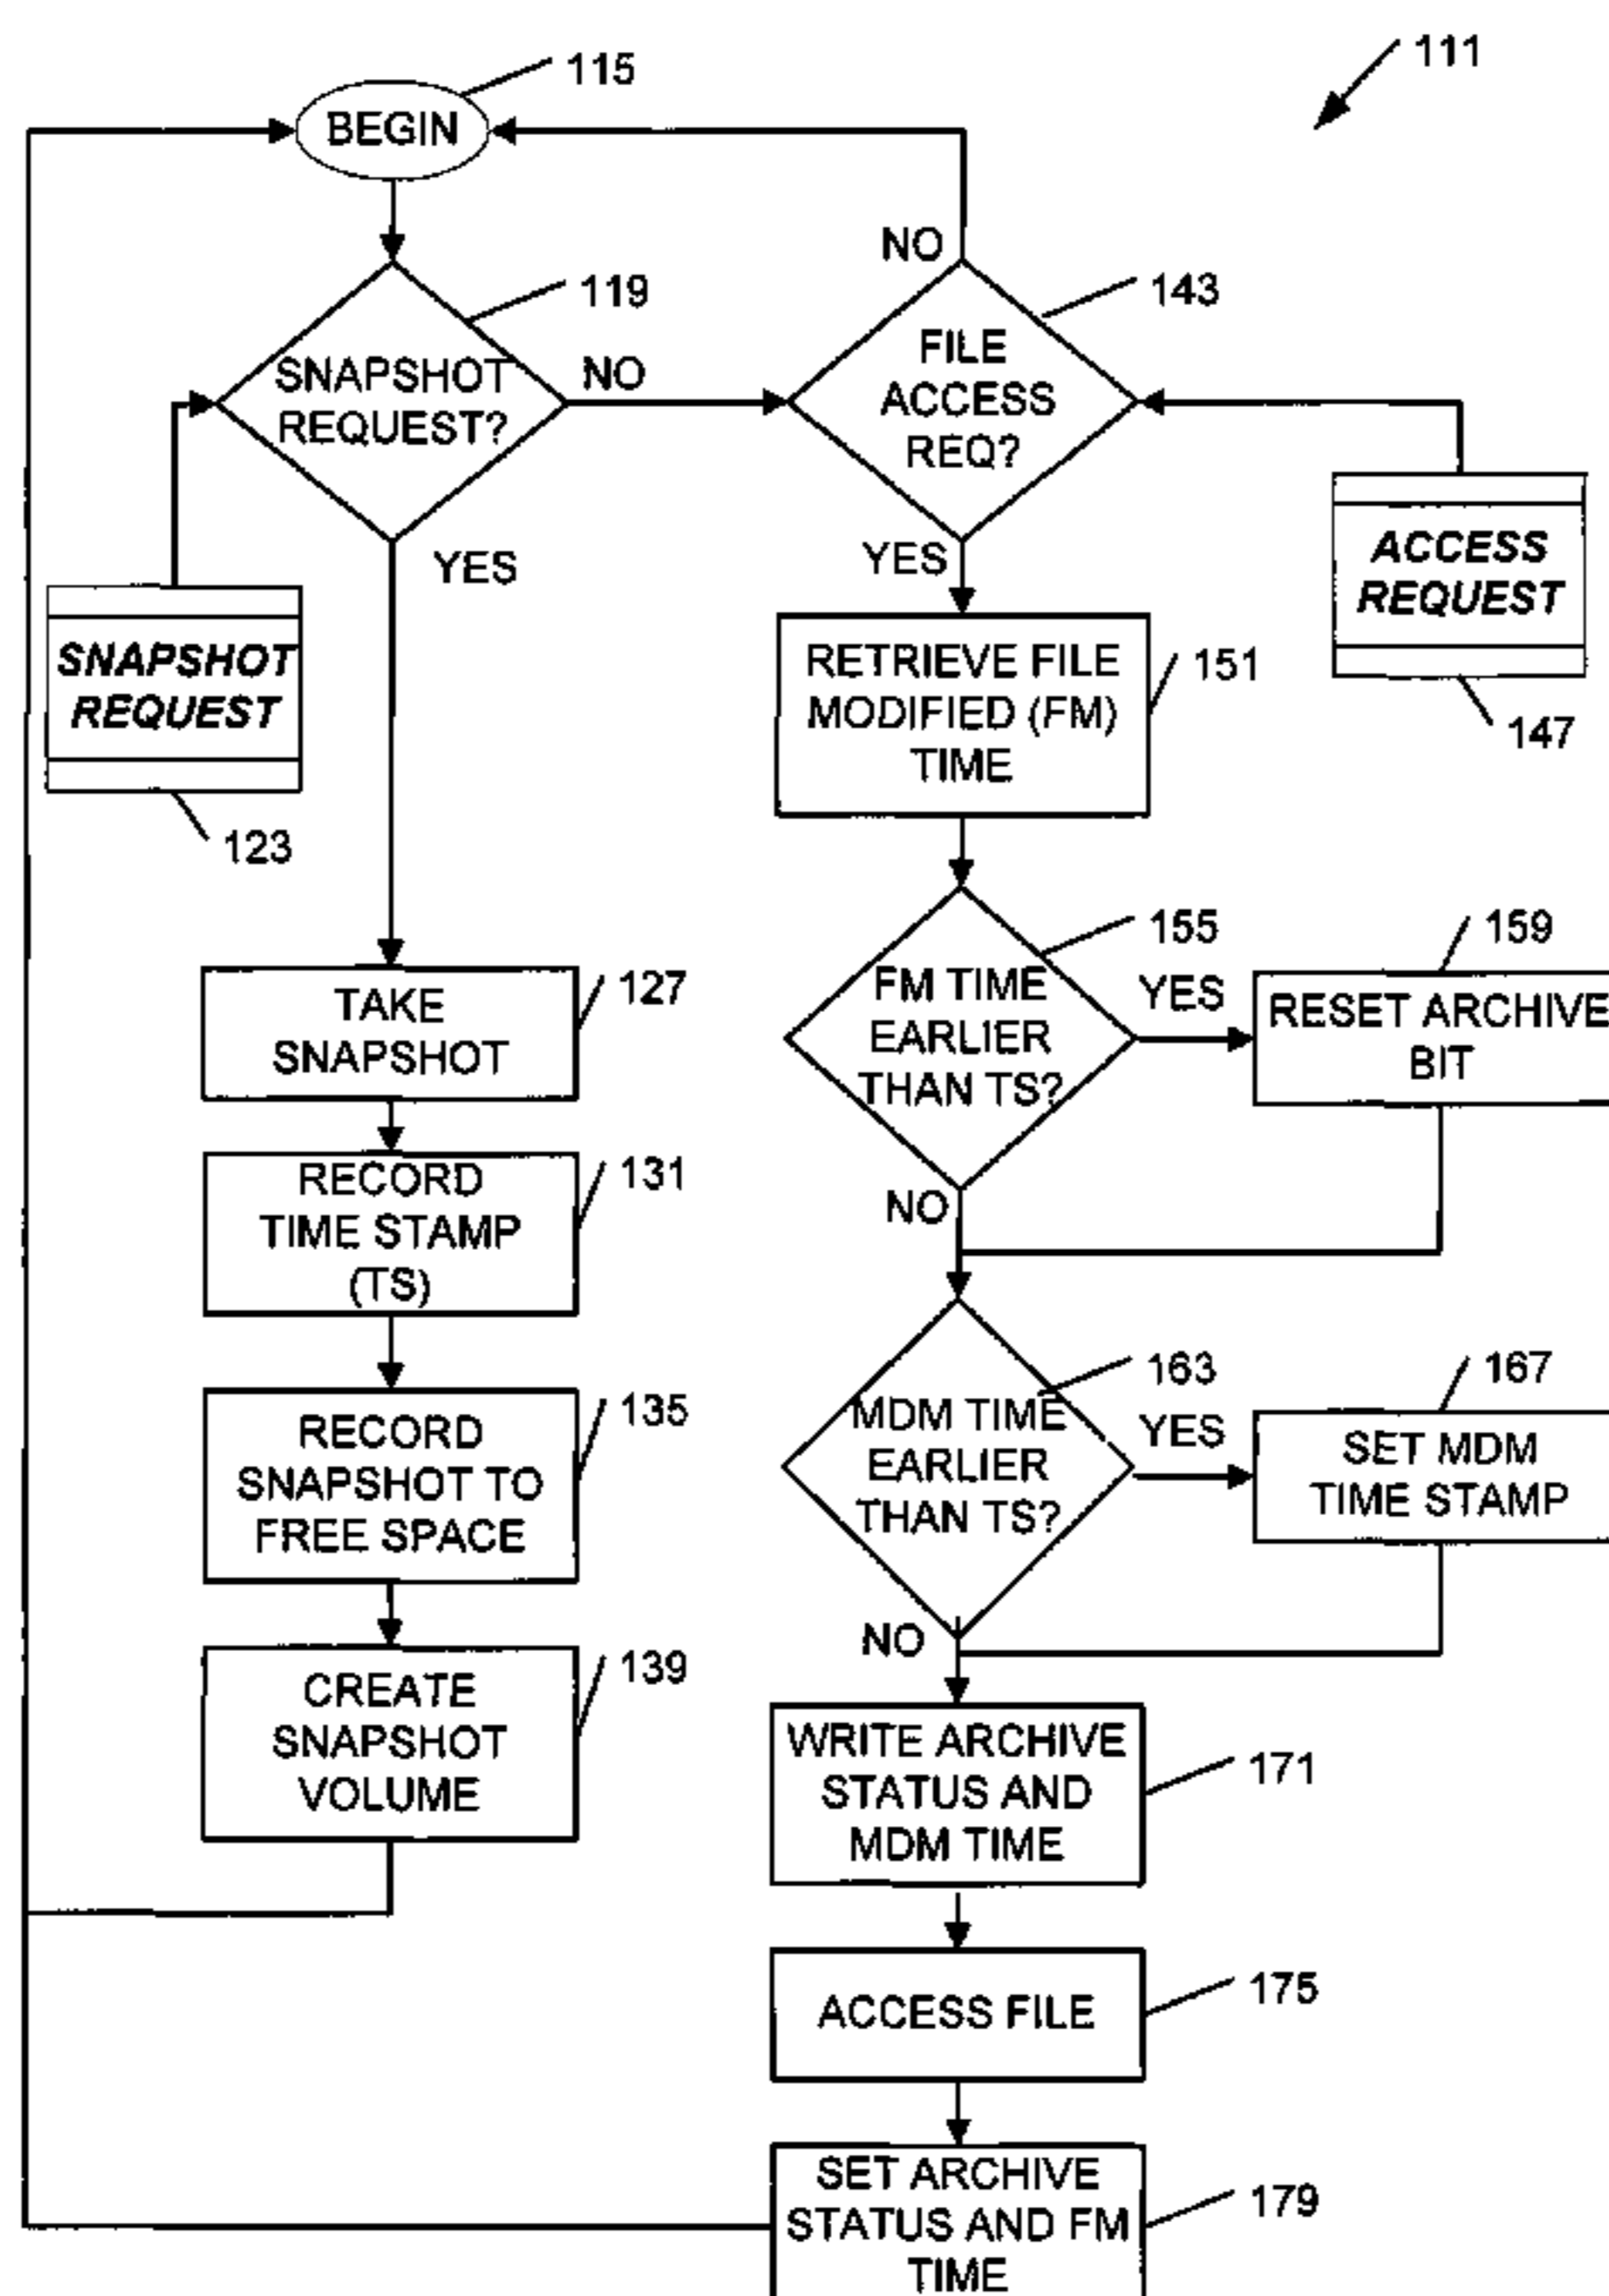 111
115
BEGIN
119
SNAPSHOT
REQUEST?
NO
YES
SNAPSHOT
REQUEST
123
NO
143
FILE
ACCESS
REQ?
YES
ACCESS
REQUEST
147
RETRIEVE FILE
MODIFIED (FM)
TIME
151
TAKE
SNAPSHOT
127
RECORD
TIME STAMP
(TS)
131
RECORD
SNAPSHOT TO
FREE SPACE
135
CREATE
SNAPSHOT
VOLUME
139
155
FM TIME
EARLIER
THAN TS?
YES
NO
159
RESET ARCHIVE
BIT
163
MDM TIME
EARLIER
THAN TS?
YES
NO
167
SET MDM
TIME STAMP
WRITE ARCHIVE
STATUS AND
MDM TIME
171
ACCESS FILE
175
SET ARCHIVE
STATUS AND FM
TIME
179